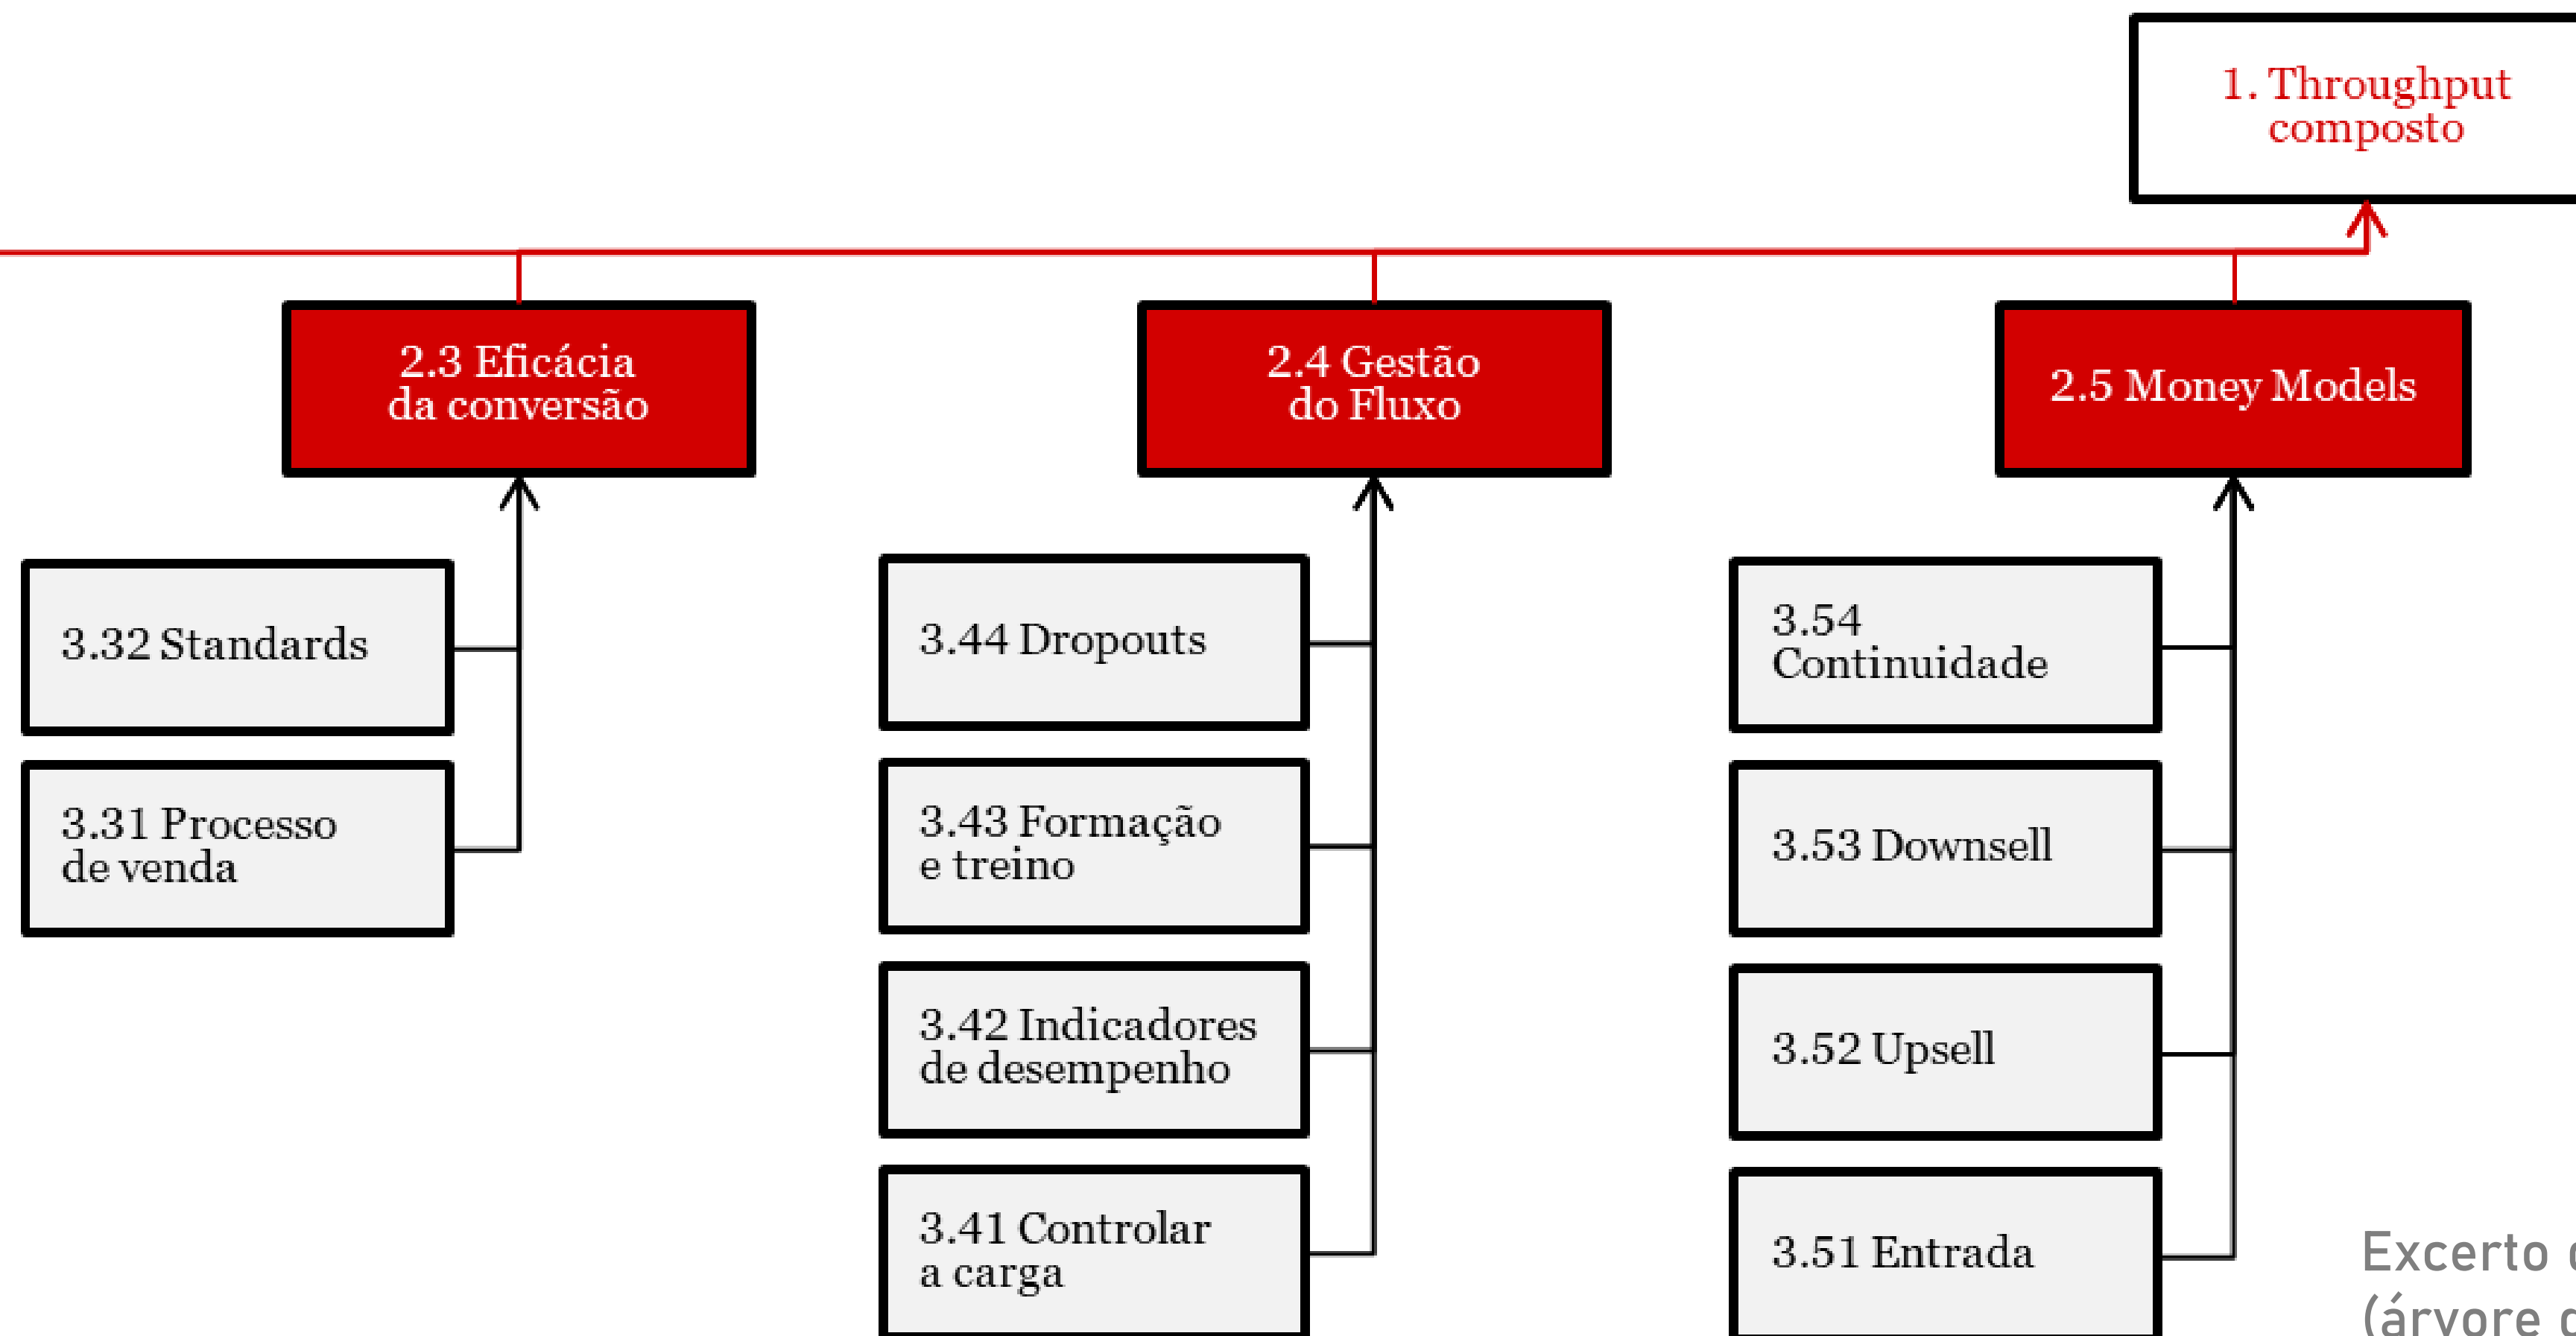 1. Throughput
composto
2.3 Eficácia
da conversão
2.4 Gestão
do Fluxo
2.5 Money Models
3.32 Standards
3.31 Processo
de venda
3.44 Dropouts
3.43 Formação
e treino
3.42 Indicadores
de desempenho
3.41 Controlar
a carga
3.54
Continuidade
3.53 Downsell
3.52 Upsell
3.51 Entrada
Excerto
(árvore